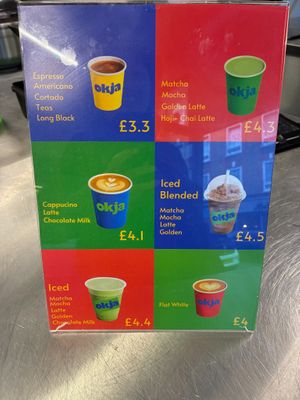 Espresso
Americano
Cortado
Teas
Long Black
okja
£3.3
Matcha
Mocha
Golden Latte
Hojicha Latte
okja
£4.3
Cappucino
Latte
Chocolate Milk
okja
£4.1
Iced
Blended
Matcha
Mocha
Latte
Golden
okja
£4.5
Iced
Matcha
Mocha
Latte
Golden
Chocolate Milk
okja
£4.4
Flat White
okja
£4